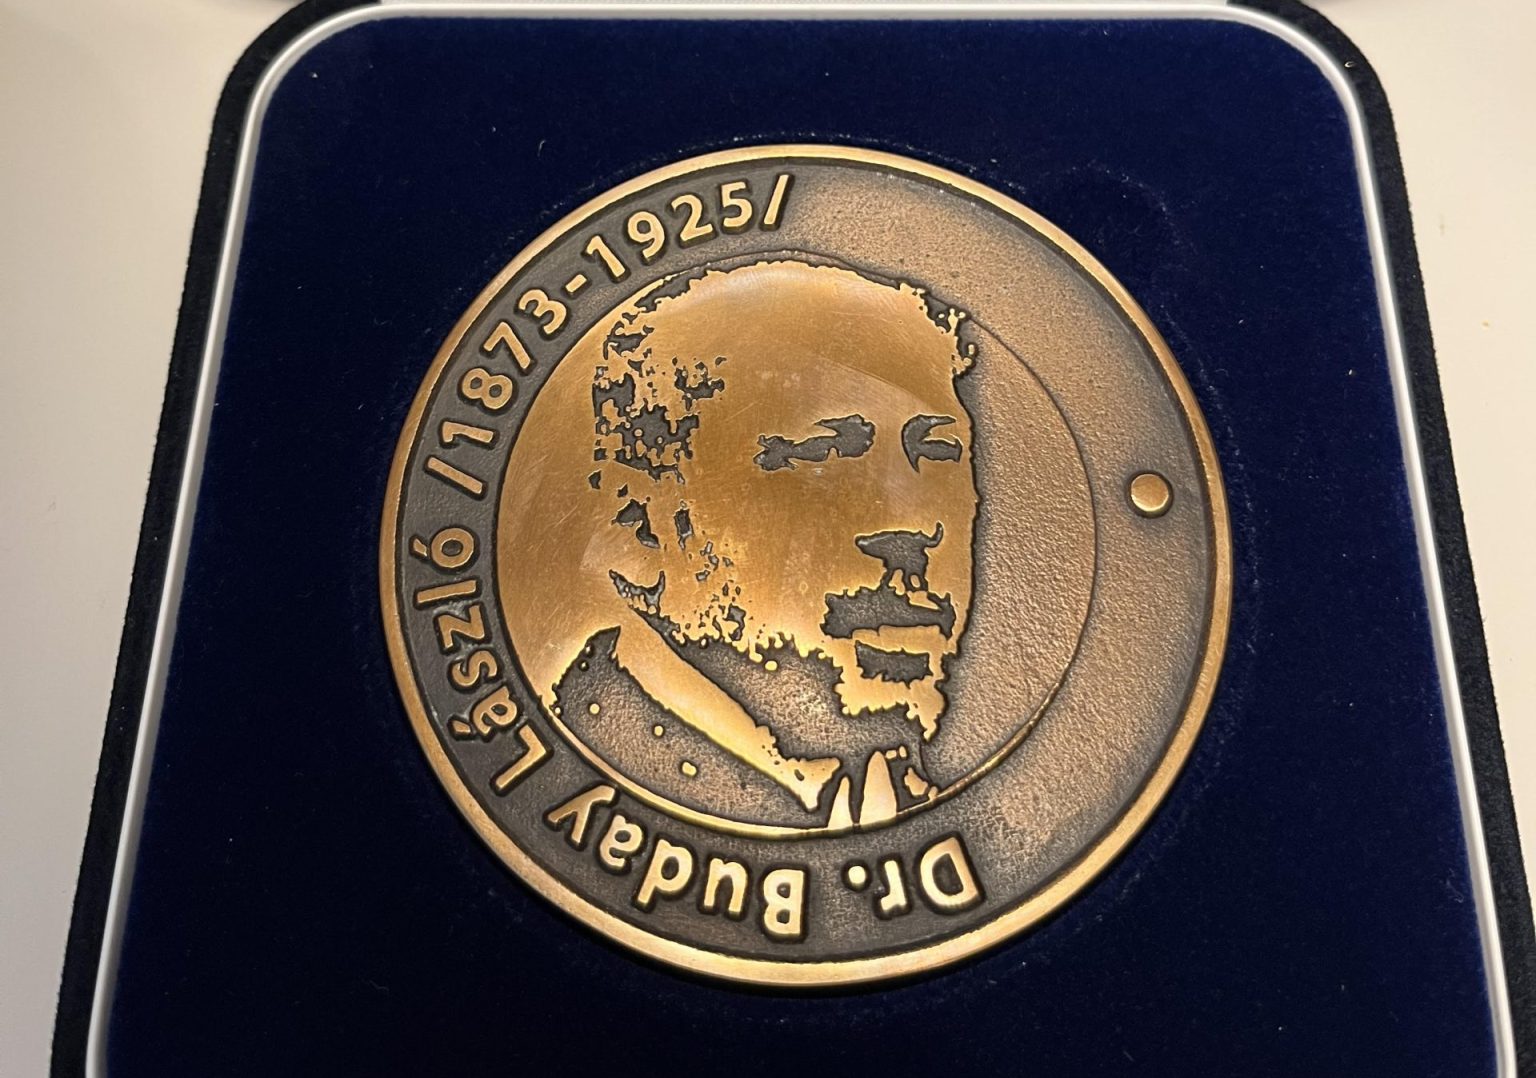 Dr. Buday László /1873-1925/